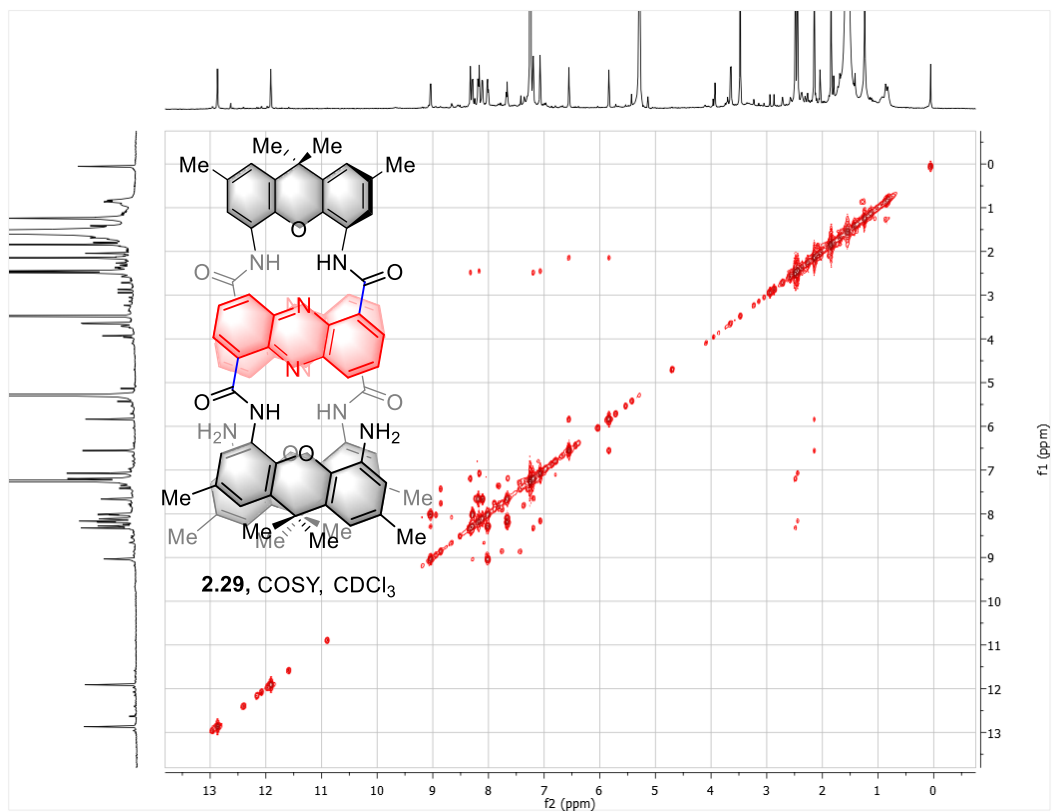 Me Me
Me Me
O
NH HN
O O
N N
N N
O O
NH HN
H2N NH2
O O
Me Me
Me Me
Me Me Me Me
2.29, COSY, CDCl3
0
1
2
3
4
5
6
7
8
9
10
11
12
13
f1 (ppm)
13 12 11 10 9 8 7 6 5 4 3 2 1 0
f2 (ppm)